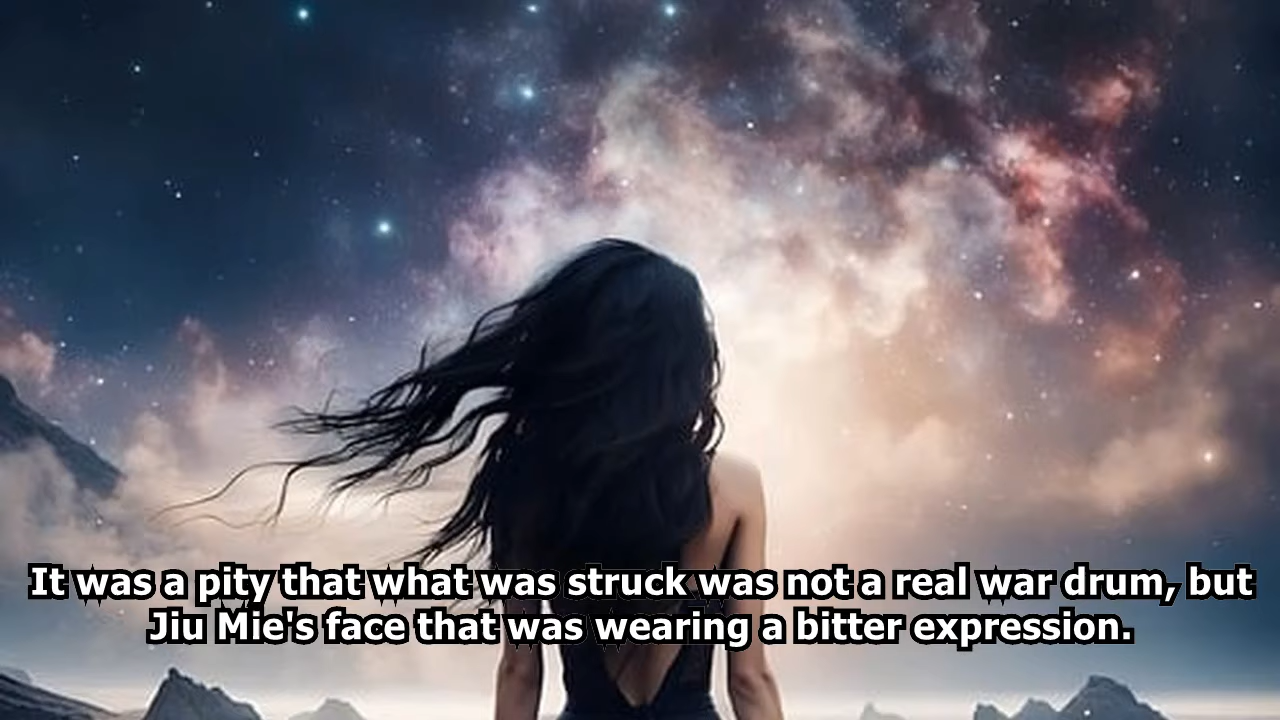 It was a pity that what was struck was not a real war drum, but
Jiu Mie's face that was wearing a bitter expression.